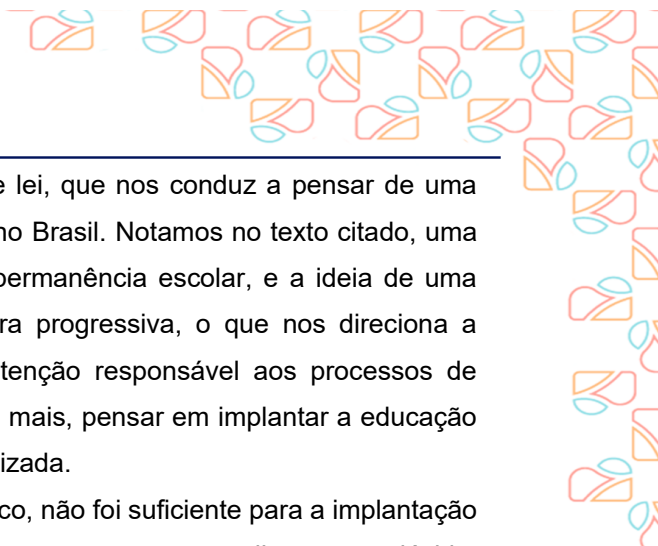 e lei, que nos conduz a pensar de uma
no Brasil. Notamos no texto citado, uma
permanência escolar, e a ideia de uma
ra progressiva, o que nos direciona a
tenção responsável aos processos de
mais, pensar em implantar a educação
izada.
co, não foi suficiente para a implantação